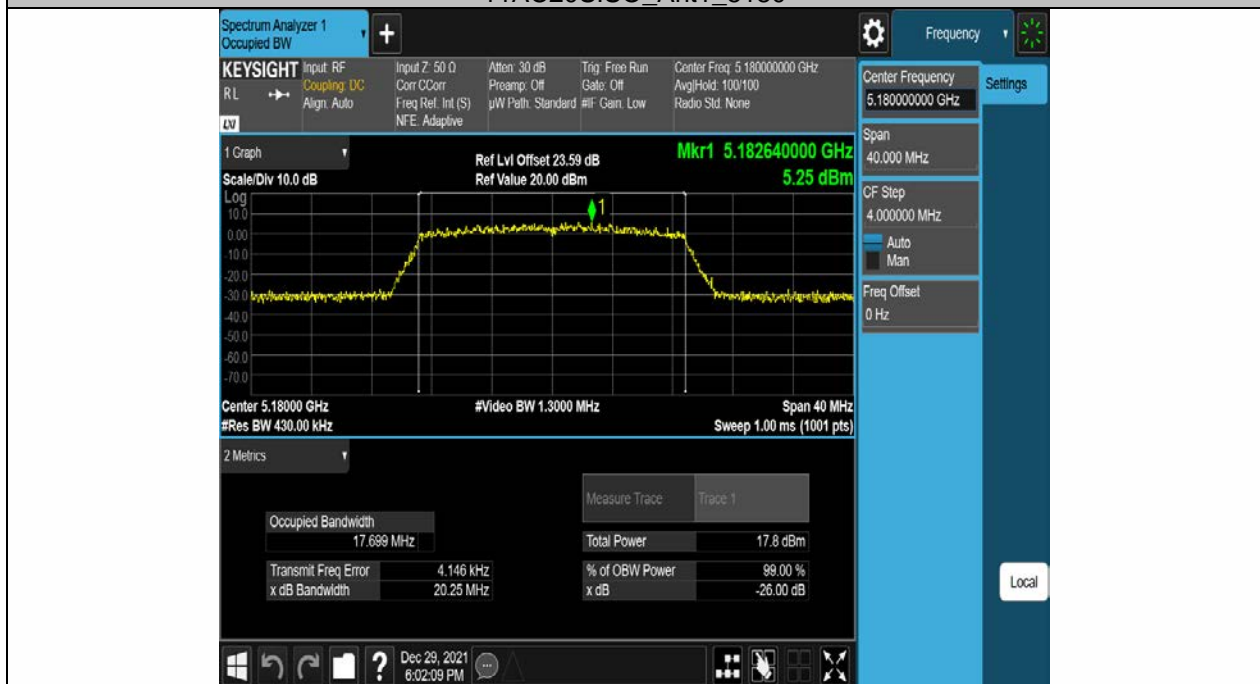 Spectrum Analyzer 1
Occupied BW
+
Frequency
KEYSIGHT
RL
LXI
Input: RF
Coupling: DC
Align: Auto
Input Z: 50 Ω
Corr CCorr
Freq Ref: Int (S)
NFE: Adaptive
Atten: 30 dB
Preamp: Off
µW Path: Standard
Trig: Free Run
Gate: Off
#IF Gain: Low
Center Freq: 5.180000000 GHz
Avg|Hold: 100/100
Radio Std: None
Center Frequency
5.180000000 GHz
Settings
Span
40.000 MHz
CF Step
4.000000 MHz
Auto
Man
Freq Offset
0 Hz
Local
1 Graph
Scale/Div 10.0 dB
Ref Lvl Offset 23.59 dB
Ref Value 20.00 dBm
Mkr1 5.182640000 GHz
5.25 dBm
Log
10.0
0.00
-10.0
-20.0
-30.0
-40.0
-50.0
-60.0
-70.0
1
Center 5.18000 GHz
#Res BW 430.00 kHz
#Video BW 1.3000 MHz
Span 40 MHz
Sweep 1.00 ms (1001 pts)
2 Metrics
Measure Trace
Trace 1
Occupied Bandwidth
17.699 MHz
Total Power
17.8 dBm
Transmit Freq Error
4.146 kHz
% of OBW Power
99.00 %
x dB Bandwidth
20.25 MHz
x dB
-26.00 dB
?
Dec 29, 2021
6:02:09 PM